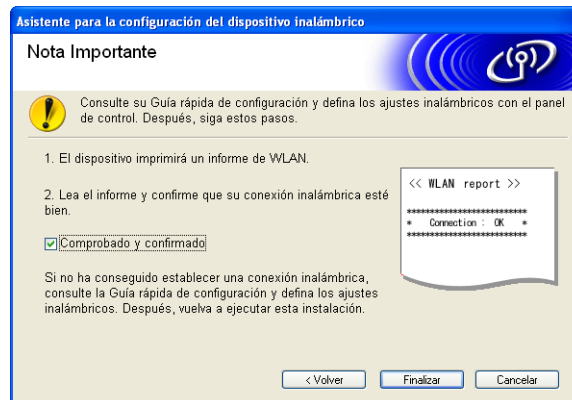 Asistente para la configuración del dispositivo inalámbrico
Nota Importante
Consulte su Guía rápida de configuración y defina los ajustes inalámbricos con el panel
de control. Después, siga estos pasos.
1. El dispositivo imprimirá un informe de WLAN.
2. Lea el informe y confirme que su conexión inalámbrica esté
bien.
Comprobado y confirmado
Si no ha conseguido establecer una conexión inalámbrica,
consulte la Guía rápida de configuración y defina los ajustes
inalámbricos. Después, vuelva a ejecutar esta instalación.
<< WLAN report >>
**************************
* Connection : OK *
**************************
< Volver
Finalizar
Cancelar